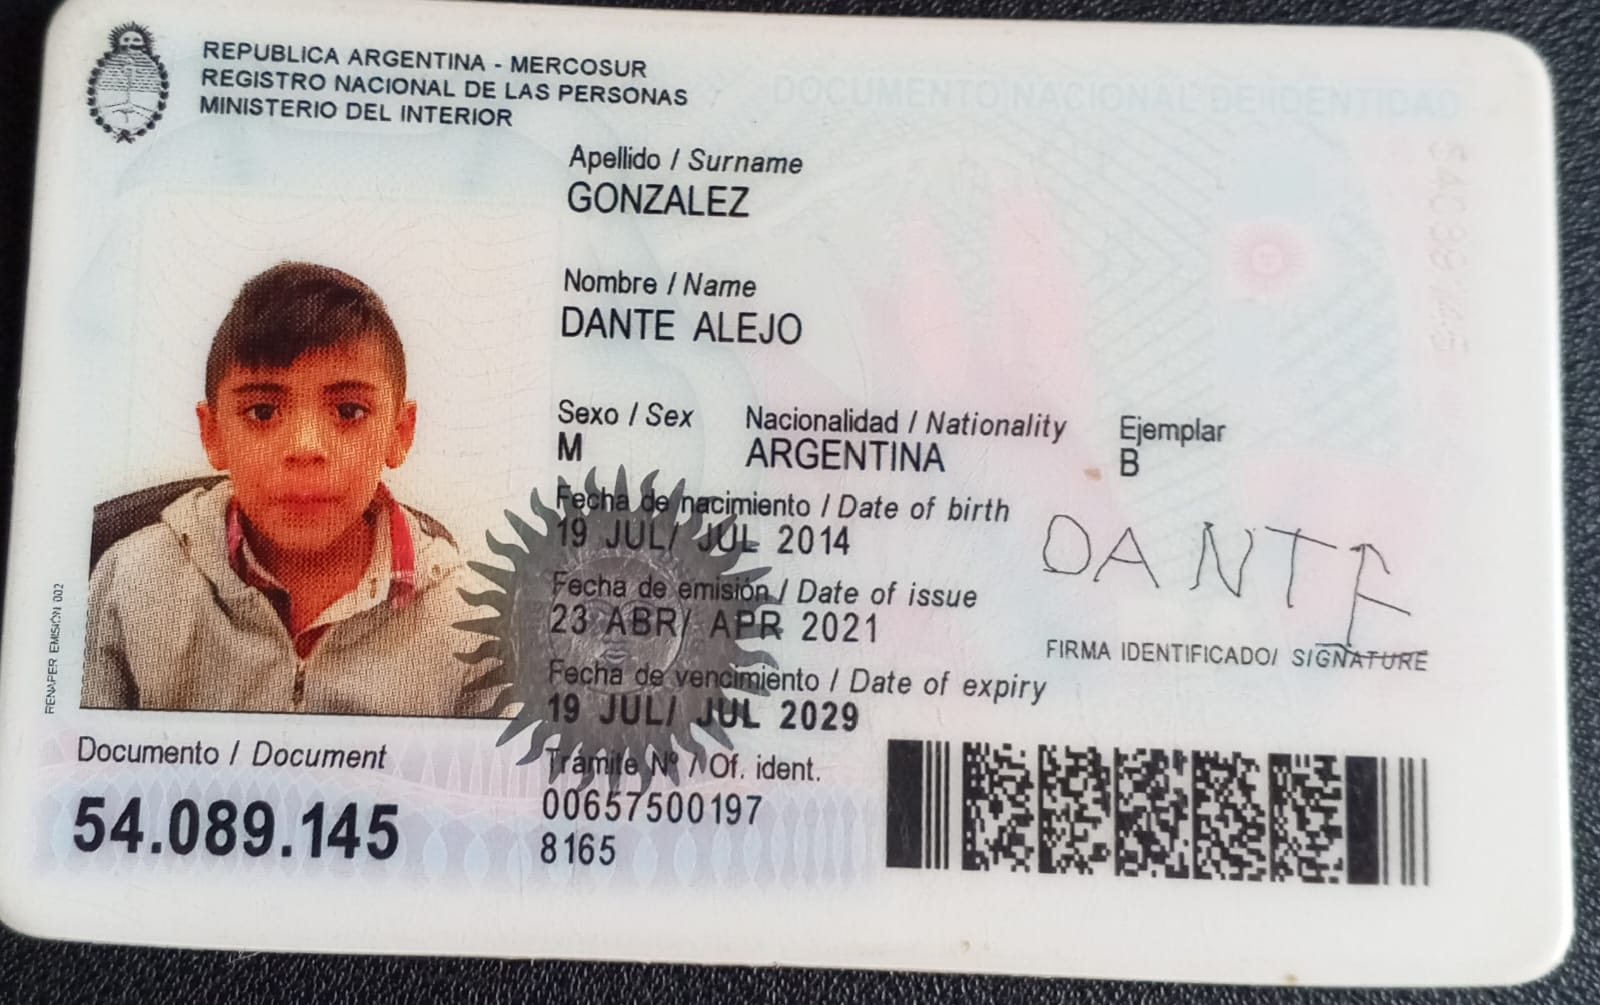 REPUBLICA ARGENTINA - MERCOSUR
REGISTRO NACIONAL DE LAS PERSONAS
MINISTERIO DEL INTERIOR
DOCUMENTO NACIONAL DE IDENTIDAD
Apellido / Surname
GONZALEZ
Nombre / Name
DANTE ALEJO
Sexo / Sex Nacionalidad / Nationality Ejemplar
M ARGENTINA B
Fecha de nacimiento / Date of birth
19 JUL/ JUL 2014
Fecha de emisión / Date of issue
23 ABR/ APR 2021
Fecha de vencimiento / Date of expiry
19 JUL/ JUL 2029
DANTE
FIRMA IDENTIFICADO/ SIGNATURE
RENAPER EMISIÓN 002
Documento / Document
54.089.145
Trámite Nº / Of. ident.
00657500197
8165